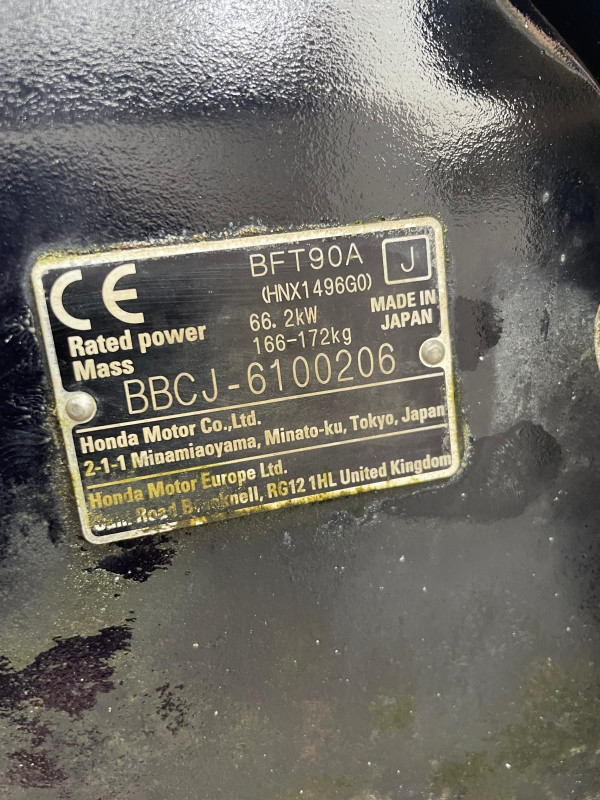 CE
BFT90A
J
(HNX1496G0)
Rated power 66.2kW
MADE IN JAPAN
Mass 166-172kg
BBCJ-6100206
Honda Motor Co.,Ltd.
2-1-1 Minamiaoyama, Minato-ku, Tokyo, Japan
Honda Motor Europe Ltd.
Road Bracknell, RG12 1HL United Kingdom